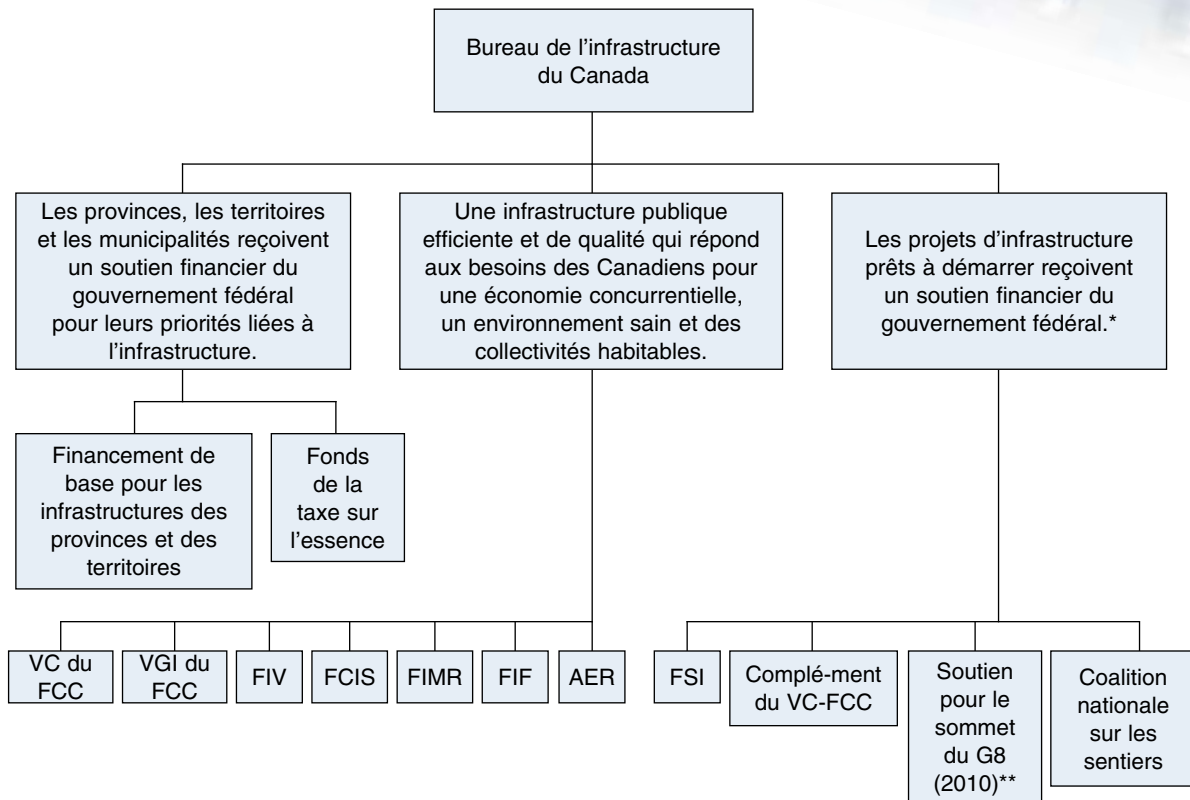 Bureau de l'infrastructure
du Canada
Les provinces, les territoires
et les municipalités reçoivent
un soutien financier du
gouvernement fédéral
pour leurs priorités liées à
l'infrastructure.
Une infrastructure publique
efficiente et de qualité qui répond
aux besoins des Canadiens pour
une économie concurrentielle,
un environnement sain et des
collectivités habitables.
Les projets d'infrastructure
prêts à démarrer reçoivent
un soutien financier du
gouvernement fédéral.*
Financement de
base pour les
infrastructures des
provinces et des
territoires
Fonds
de la
taxe sur
l'essence
VC du
FCC
VGI du
FCC
FIV
FCIS
FIMR
FIF
AER
FSI
Complé-ment
du VC-FCC
Soutien
pour le
sommet
du G8
(2010)**
Coalition
nationale
sur les
sentiers